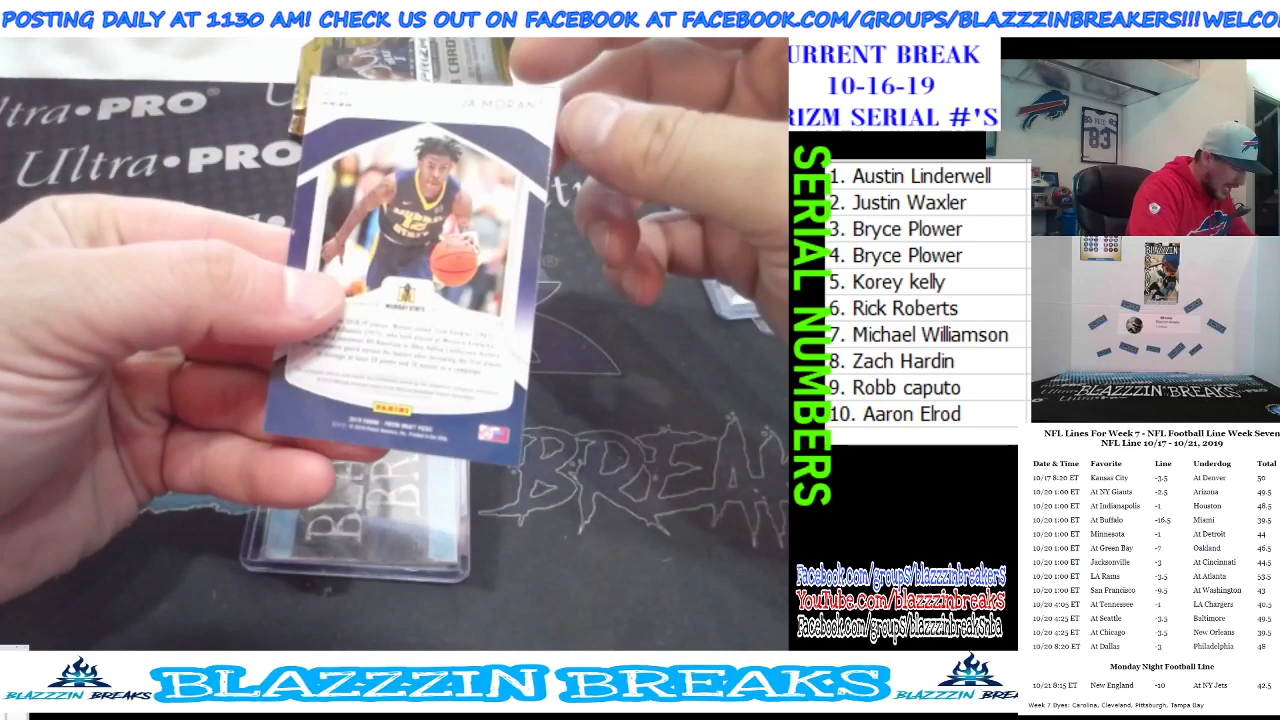 POSTING DAILY AT 1130 AM! CHECK US OUT ON FACEBOOK AT FACEBOOK.COM/GROUPS/BLAZZZINBREAKERS!!!WELCO
Ultra•PRO
Ultra•PRO
JA MORAN
MURRAY STATE
PANINI
BREA
URRENT BREAK
10-16-19
RIZM SERIAL #'S
SERIAL NUMBERS
1. Austin Linderwell
2. Justin Waxler
3. Bryce Plower
4. Bryce Plower
5. Korey kelly
6. Rick Roberts
7. Michael Wiliamson
8. Zach Hardin
9. Robb caputo
10. Aaron Elrod
Facebook.com/groups/blazzzinbreakers
YouTube.com/blazzzinbreaks
Facebook.com/groups/blazzzinbreaksnba
83
BLAZZZIN
BLAZZZIN BREAKS
NFL Lines For Week 7 - NFL Football Line Week Seven
NFL Line 10/17 - 10/21, 2019
Date & Time Favorite Line Underdog Total
10/17 8:20 ET Kansas City -3.5 At Denver 50
10/20 1:00 ET At NY Giants -2.5 Arizona 49.5
10/20 1:00 ET At Indianapolis -1 Houston 48.5
10/20 1:00 ET At Buffalo -16.5 Miami 39.5
10/20 1:00 ET Minnesota -1 At Detroit 44
10/20 1:00 ET At Green Bay -7 Oakland 46.5
10/20 1:00 ET Jacksonville -3 At Cincinnati 44.5
10/20 1:00 ET LA Rams -3.5 At Atlanta 53.5
10/20 1:00 ET San Francisco -9.5 At Washington 43
10/20 4:05 ET At Tennessee -1 LA Chargers 40.5
10/20 4:25 ET At Seattle -3.5 Baltimore 49.5
10/20 4:25 ET At Chicago -3.5 New Orleans 39.5
10/20 8:20 ET At Dallas -3 Philadelphia 48
Monday Night Football Line
10/21 8:15 ET New England -10 At NY Jets 42.5
Week 7 Byes: Carolina, Cleveland, Pittsburgh, Tampa Bay
BLAZZZIN BREAKS
BLAZZZIN BREAKS
BLAZZZIN BREA